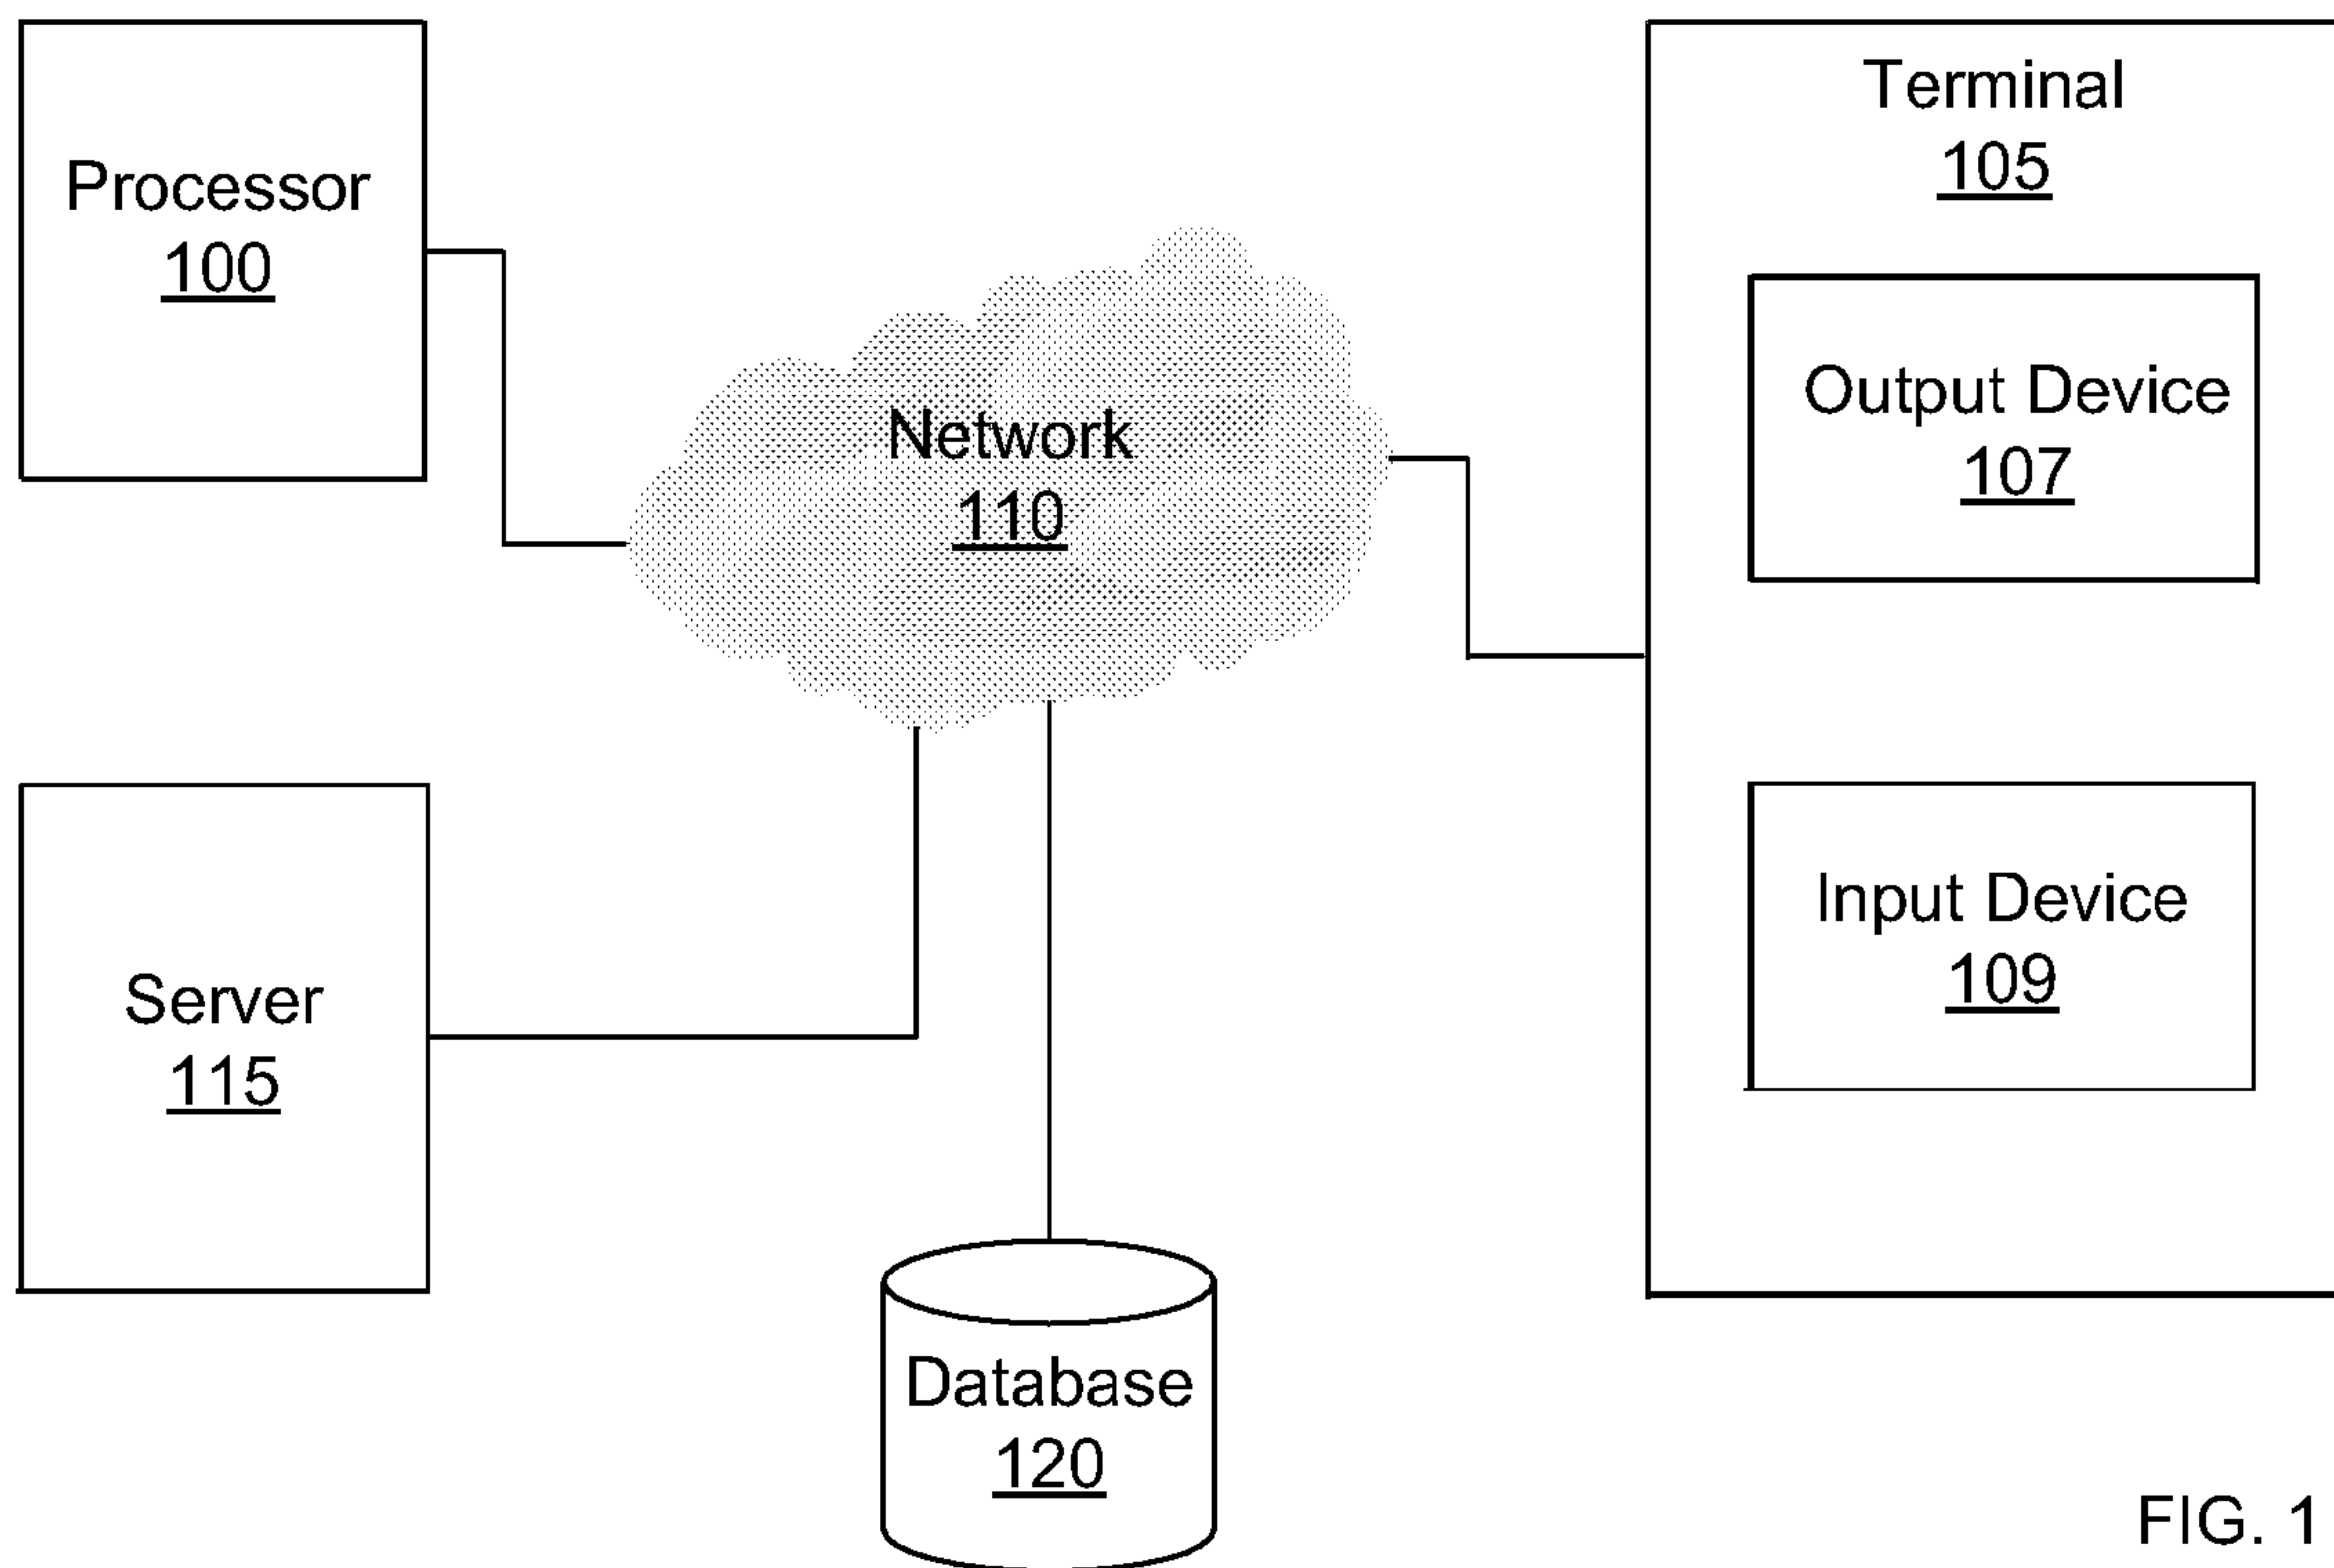 Processor
100
Network
110
Terminal
105
Output Device
107
Input Device
109
Server
115
Database
120
FIG. 1